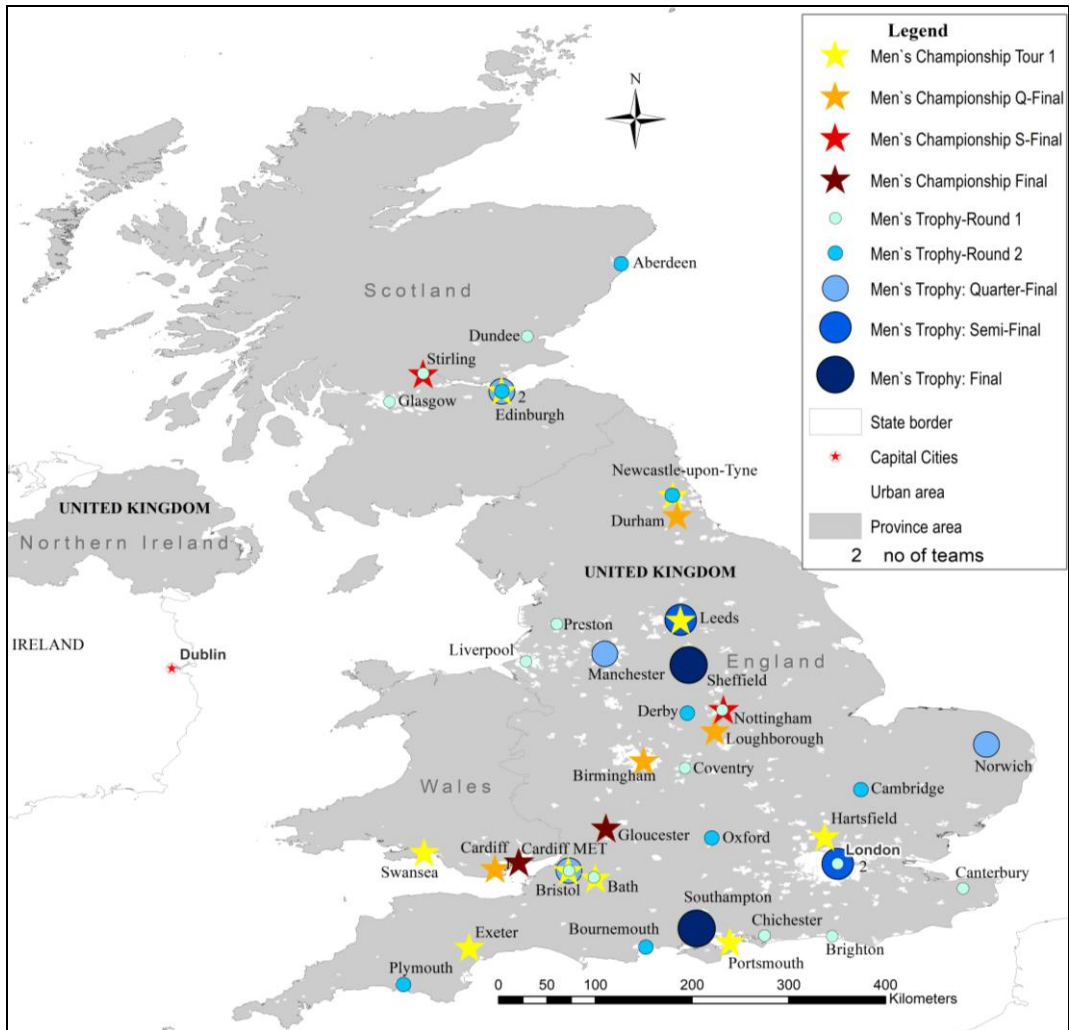 Legend
Men`s Championship Tour 1
Men`s Championship Q-Final
Men`s Championship S-Final
Men`s Championship Final
Men`s Trophy-Round 1
Men`s Trophy-Round 2
Men`s Trophy: Quarter-Final
Men`s Trophy: Semi-Final
Men`s Trophy: Final
State border
Capital Cities
Urban area
Province area
2 no of teams
N
Aberdeen
Scotland
Dundee
Stirling
Glasgow
2
Edinburgh
Newcastle-upon-Tyne
UNITED KINGDOM
Durham
Northern Ireland
UNITED KINGDOM
Preston
Leeds
IRELAND
Dublin
Liverpool
Manchester
England
Sheffield
Derby
Nottingham
Loughborough
Norwich
Birmingham
Coventry
Wales
Cambridge
Hartsfield
Gloucester
Oxford
Cardiff
Cardiff MET
London
2
Swansea
Bristol
Bath
Canterbury
Southampton
Exeter
Bournemouth
Chichester
Brighton
Portsmouth
Plymouth
0 50 100 200 300 400
Kilometers